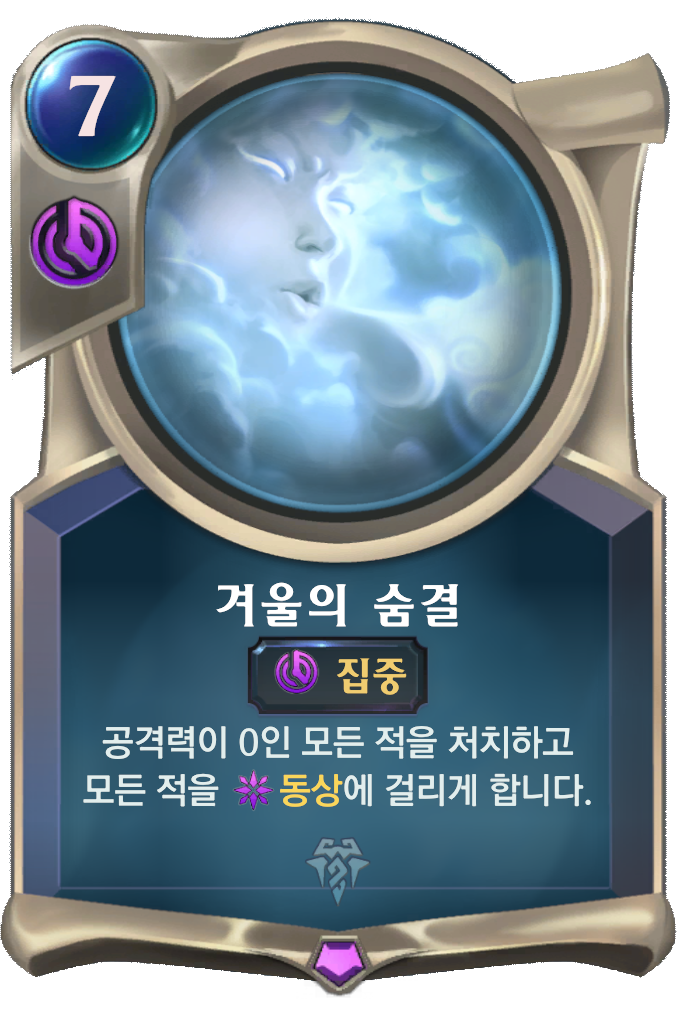 7
겨울의 숨결
집중
공격력이 0인 모든 적을 처치하고
모든 적을 동상에 걸리게 합니다.